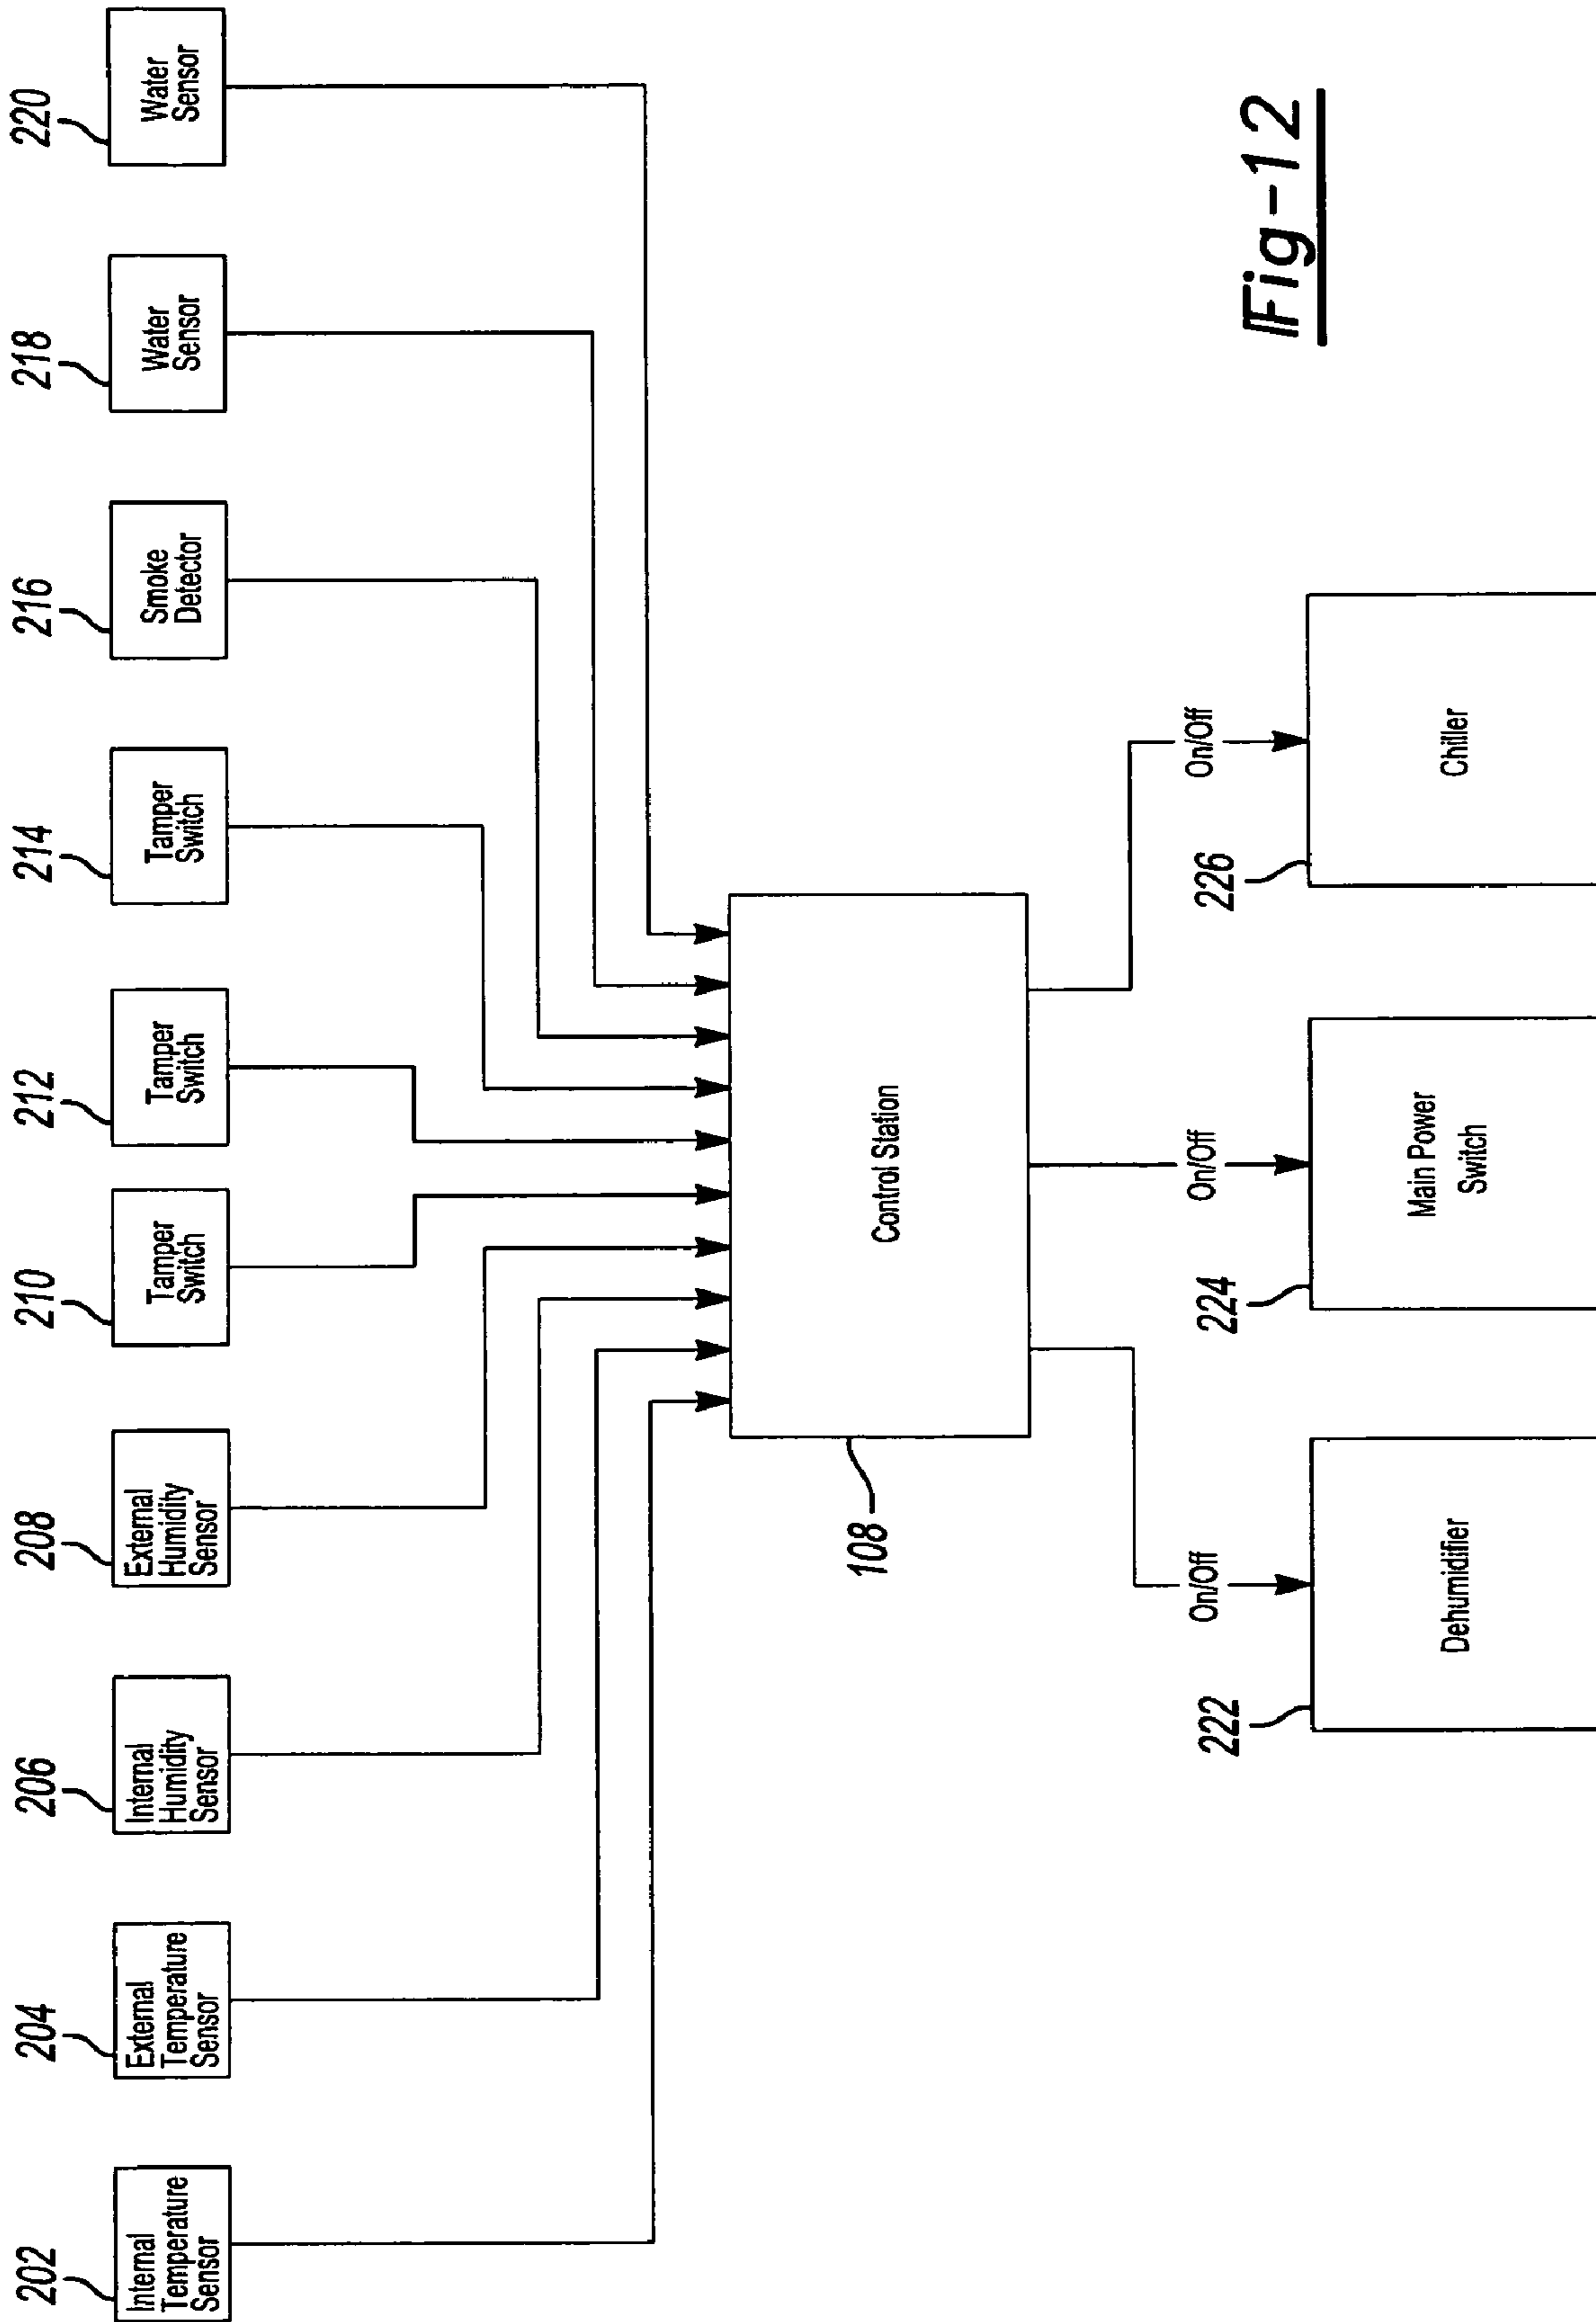 202
Internal
Temperature
Sensor
204
External
Temperature
Sensor
206
Internal
Humidity
Sensor
208
External
Humidity
Sensor
210
Tamper
Switch
212
Tamper
Switch
214
Tamper
Switch
216
Smoke
Detector
218
Water
Sensor
220
Water
Sensor
108
Control Station
On/Off
On/Off
On/Off
222
Dehumidifier
224
Main Power
Switch
226
Chiller
Fig-12